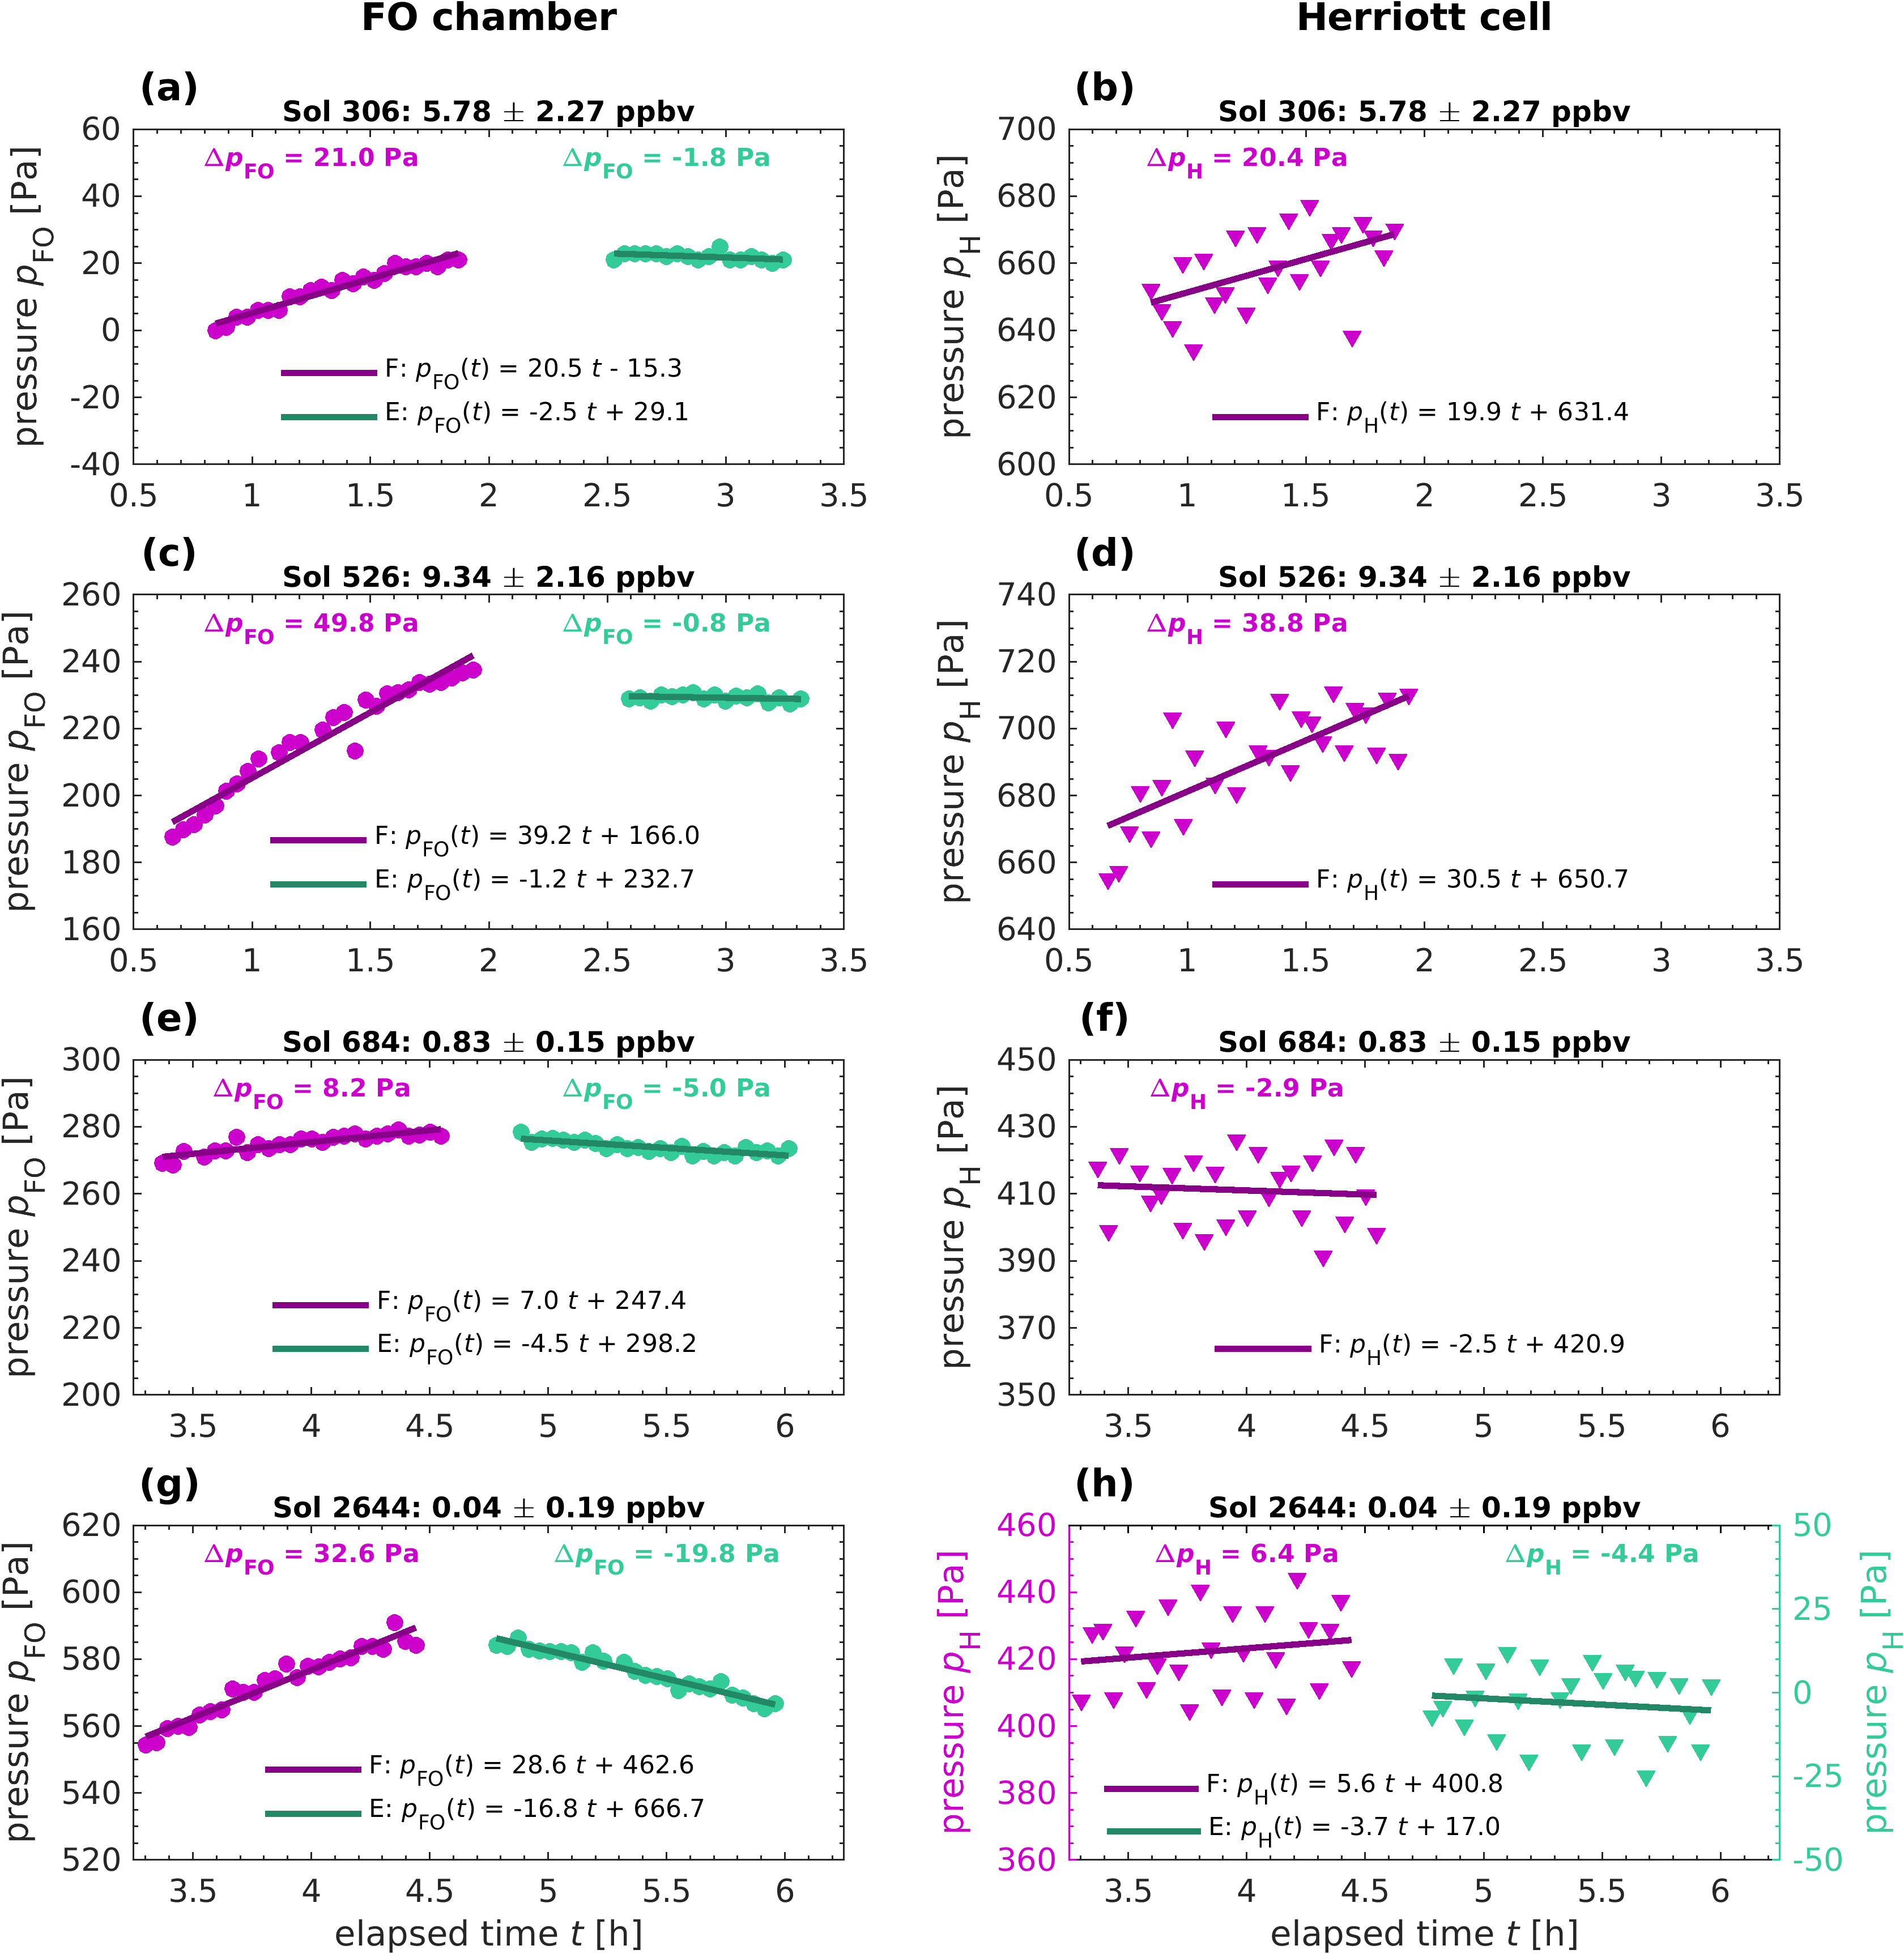 FO chamber
Herriott cell
(a)
Sol 306: 5.78 ± 2.27 ppbv
ΔpFO = 21.0 Pa
ΔpFO = -1.8 Pa
pressure pFO [Pa]
60
40
20
0
-20
-40
F: pFO(t) = 20.5 t - 15.3
E: pFO(t) = -2.5 t + 29.1
0.5 1 1.5 2 2.5 3 3.5
(b)
Sol 306: 5.78 ± 2.27 ppbv
ΔpH = 20.4 Pa
pressure pH [Pa]
700
680
660
640
620
600
F: pH(t) = 19.9 t + 631.4
0.5 1 1.5 2 2.5 3 3.5
(c)
Sol 526: 9.34 ± 2.16 ppbv
ΔpFO = 49.8 Pa
ΔpFO = -0.8 Pa
pressure pFO [Pa]
260
240
220
200
180
160
F: pFO(t) = 39.2 t + 166.0
E: pFO(t) = -1.2 t + 232.7
0.5 1 1.5 2 2.5 3 3.5
(d)
Sol 526: 9.34 ± 2.16 ppbv
ΔpH = 38.8 Pa
pressure pH [Pa]
740
720
700
680
660
640
F: pH(t) = 30.5 t + 650.7
0.5 1 1.5 2 2.5 3 3.5
(e)
Sol 684: 0.83 ± 0.15 ppbv
ΔpFO = 8.2 Pa
ΔpFO = -5.0 Pa
pressure pFO [Pa]
300
280
260
240
220
200
F: pFO(t) = 7.0 t + 247.4
E: pFO(t) = -4.5 t + 298.2
3.5 4 4.5 5 5.5 6
(f)
Sol 684: 0.83 ± 0.15 ppbv
ΔpH = -2.9 Pa
pressure pH [Pa]
450
430
410
390
370
350
F: pH(t) = -2.5 t + 420.9
3.5 4 4.5 5 5.5 6
(g)
Sol 2644: 0.04 ± 0.19 ppbv
ΔpFO = 32.6 Pa
ΔpFO = -19.8 Pa
pressure pFO [Pa]
620
600
580
560
540
520
F: pFO(t) = 28.6 t + 462.6
E: pFO(t) = -16.8 t + 666.7
3.5 4 4.5 5 5.5 6
elapsed time t [h]
(h)
Sol 2644: 0.04 ± 0.19 ppbv
ΔpH = 6.4 Pa
ΔpH = -4.4 Pa
pressure pH [Pa]
460
440
420
400
380
360
F: pH(t) = 5.6 t + 400.8
E: pH(t) = -3.7 t + 17.0
50
25
0
-25
-50
pressure pH [Pa]
3.5 4 4.5 5 5.5 6
elapsed time t [h]